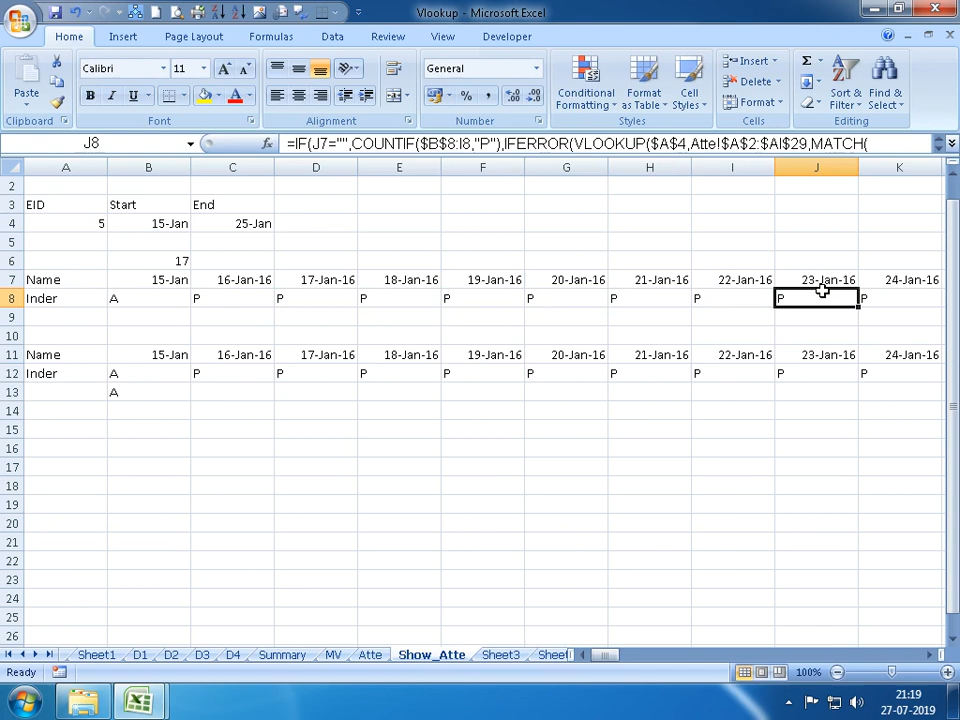 Vlookup - Microsoft Excel
Home Insert Page Layout Formulas Data Review View Developer
Paste Calibri 11 General Conditional Formatting Format as Table Cell Styles Insert Delete Format Sort & Filter Find & Select
Clipboard Font Alignment Number Styles Cells Editing
J8 fx =IF(J7="",COUNTIF($B$8:I8,"P"),IFERROR(VLOOKUP($A$4,Atte!$A$2:$AI$29,MATCH(
A B C D E F G H I J K
2
3 EID Start End
4 5 15-Jan 25-Jan
5
6 17
7 Name 15-Jan 16-Jan-16 17-Jan-16 18-Jan-16 19-Jan-16 20-Jan-16 21-Jan-16 22-Jan-16 23-Jan-16 24-Jan-16
8 Inder A P P P P P P P P P
9
10
11 Name 15-Jan 16-Jan-16 17-Jan-16 18-Jan-16 19-Jan-16 20-Jan-16 21-Jan-16 22-Jan-16 23-Jan-16 24-Jan-16
12 Inder A P P P P P P P P P
13 A
14
15
16
17
18
19
20
21
22
23
24
25
26
Sheet1 D1 D2 D3 D4 Summary MV Atte Show_Atte Sheet3 Sheet
Ready 100%
21:19
27-07-2019